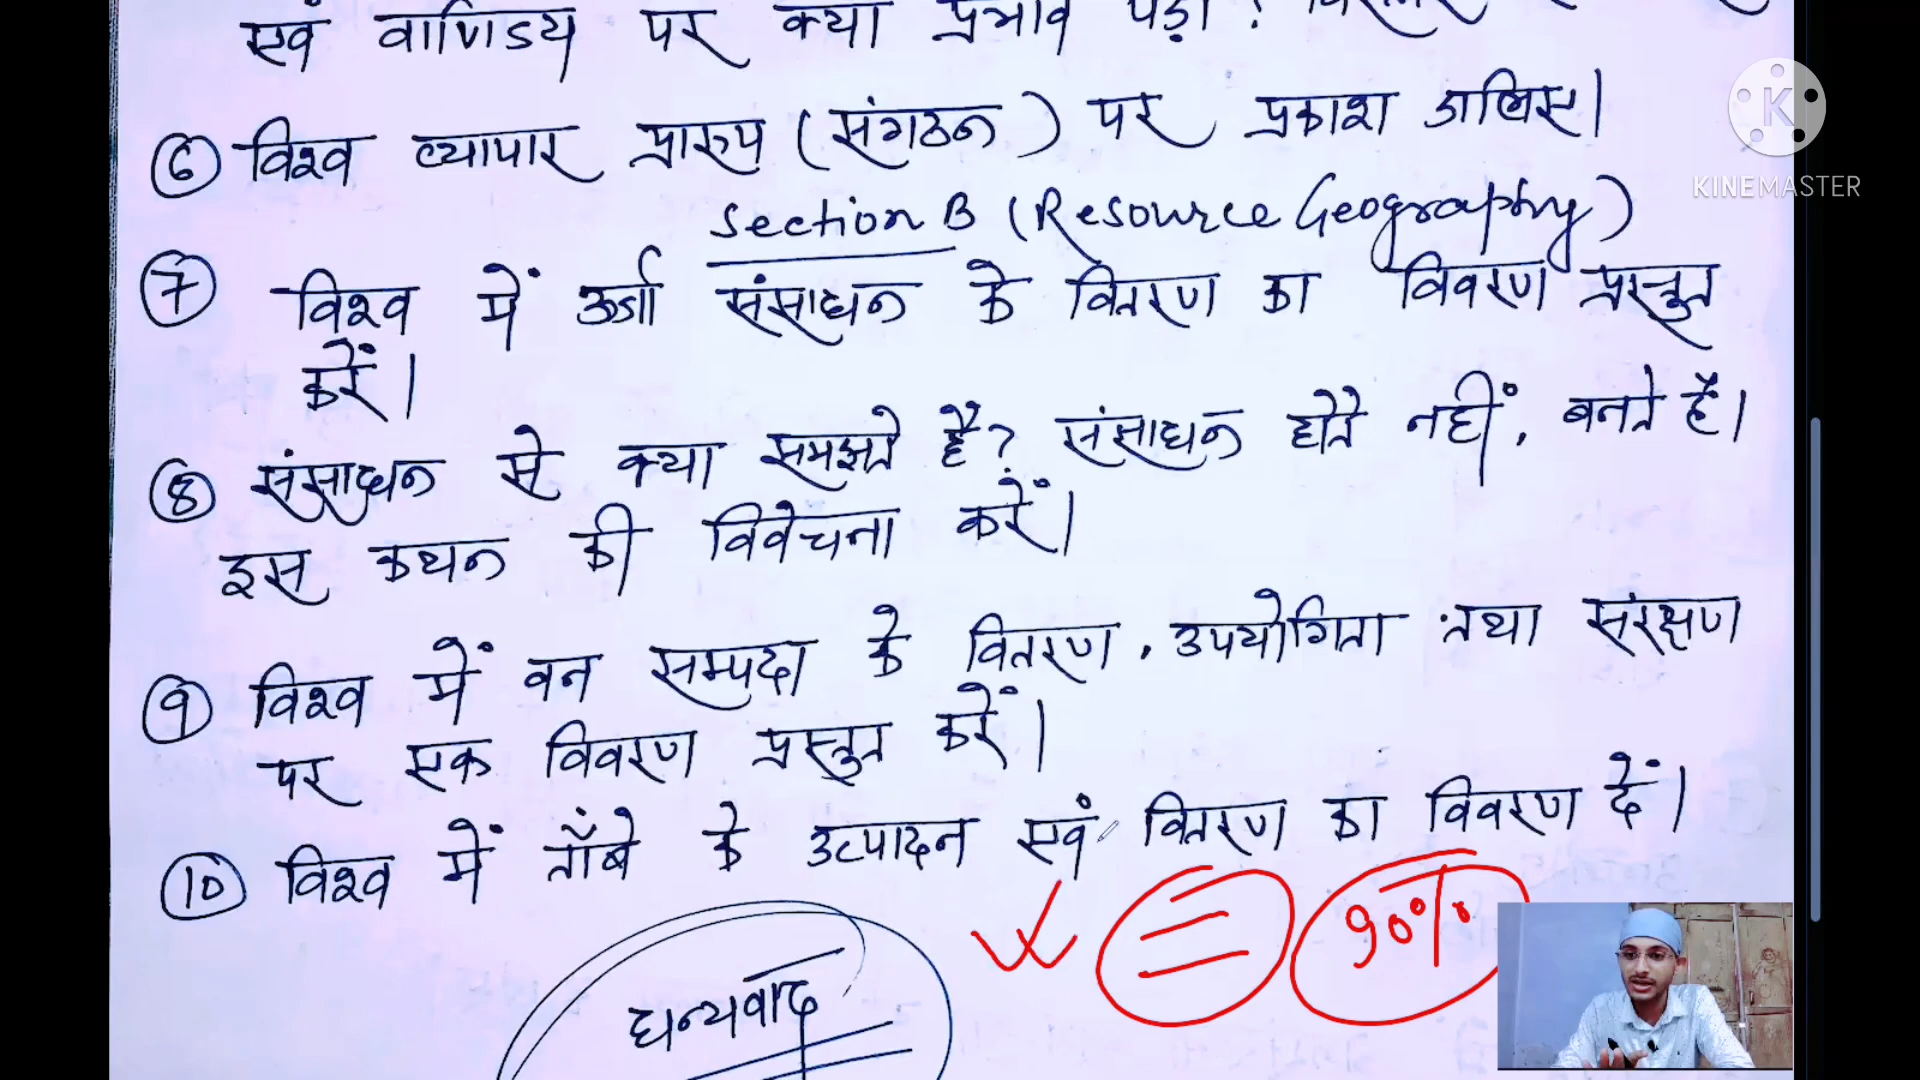 एवं वाणिज्य पर क्या प्रभाव पड़ा ?
⑥ विश्व व्यापार प्रारुप (संगठन) पर प्रकाश डालिए।
Section B (Resource Geography)
⑦ विश्व में ऊर्जा संसाधन के वितरण का विवरण प्रस्तुत
करें।
⑧ संसाधन से क्या समझते है? संसाधन होते नहीं, बनते हैं।
इस कथन की विवेचना करें।
⑨ विश्व में वन सम्पदा के वितरण, उपयोगिता तथा संरक्षण
पर एक विवरण प्रस्तुत करें।
⑩ विश्व में ताँबे के उत्पादन एवं वितरण का विवरण दें।
90%
धन्यवाद
K
KINEMASTER